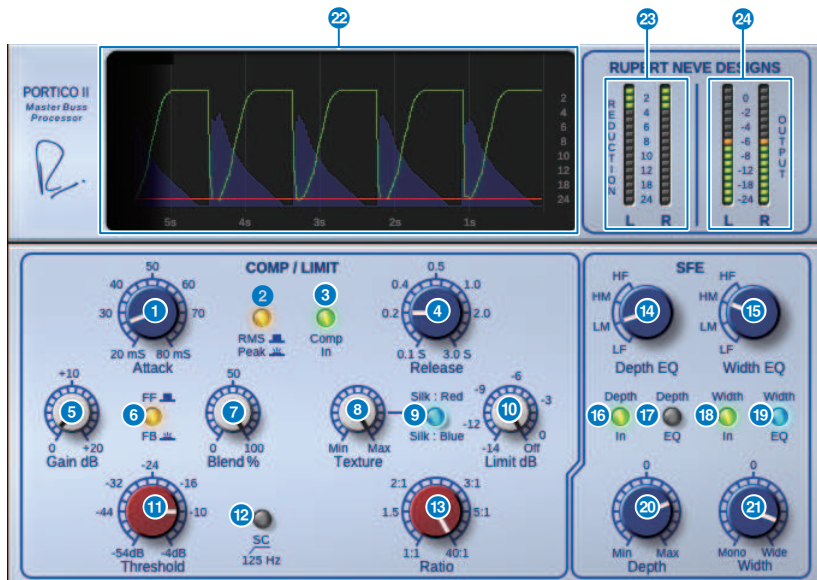 22 23 24
PORTICO II
Master Buss
Processor
2
4
6
8
10
12
18
24
5s 4s 3s 2s 1s
RUPERT NEVE DESIGNS
REDUCTION
2
4
6
8
10
12
18
24
L R
0
-2
-4
-6
-8
-12
-18
-24
L R
OUTPUT
COMP / LIMIT
50
40 60
30 1 70
20 mS 80 mS
Attack
2
RMS
Peak
3
Comp
In
0.5
0.4 1.0
0.2 4 2.0
0.1 S 3.0 S
Release
+10
5
0 +20
Gain dB
FF
6
FB
50
7
0 100
Blend %
8
Min Max
Texture
Silk : Red
9
Silk : Blue
-6
-9 -3
-12 10 0
-14 Off
Limit dB
-24
-32 -16
-44 11 -10
-54dB -4dB
Threshold
12
SC
125 Hz
2:1 3:1
1.5 13 5:1
1:1 40:1
Ratio
SFE
HF
HM
LM
LF
14
Depth EQ
HF
HM
LM
LF
15
Width EQ
Depth Depth Width Width
16 17 18 19
In EQ In EQ
0
20
Min Max
Depth
0
21
Mono Wide
Width